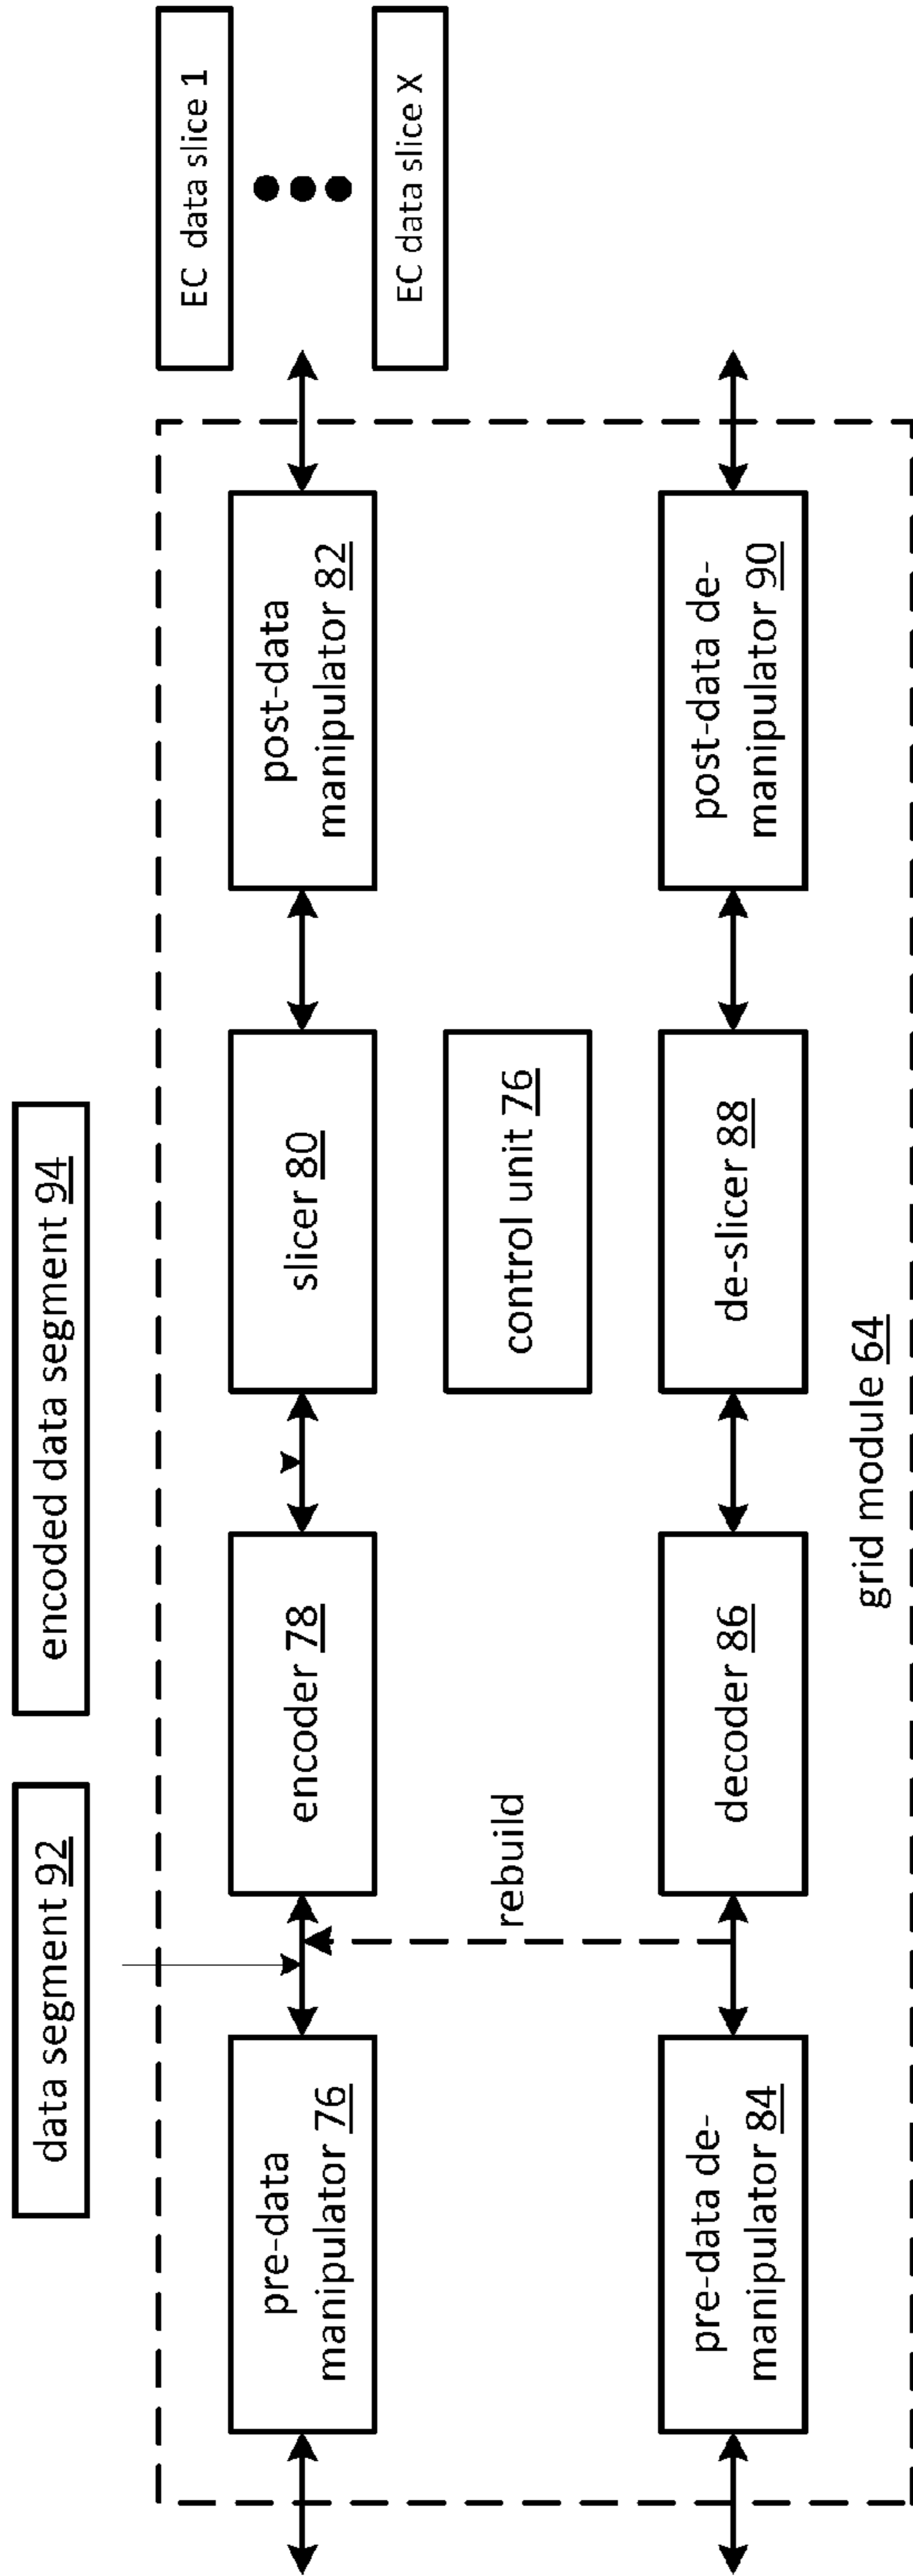 data segment 92
encoded data segment 94
EC data slice 1
EC data slice X
pre-data
manipulator 76
encoder 78
slicer 80
post-data
manipulator 82
rebuild
control unit 76
pre-data de-
manipulator 84
decoder 86
de-slicer 88
post-data de-
manipulator 90
grid module 64